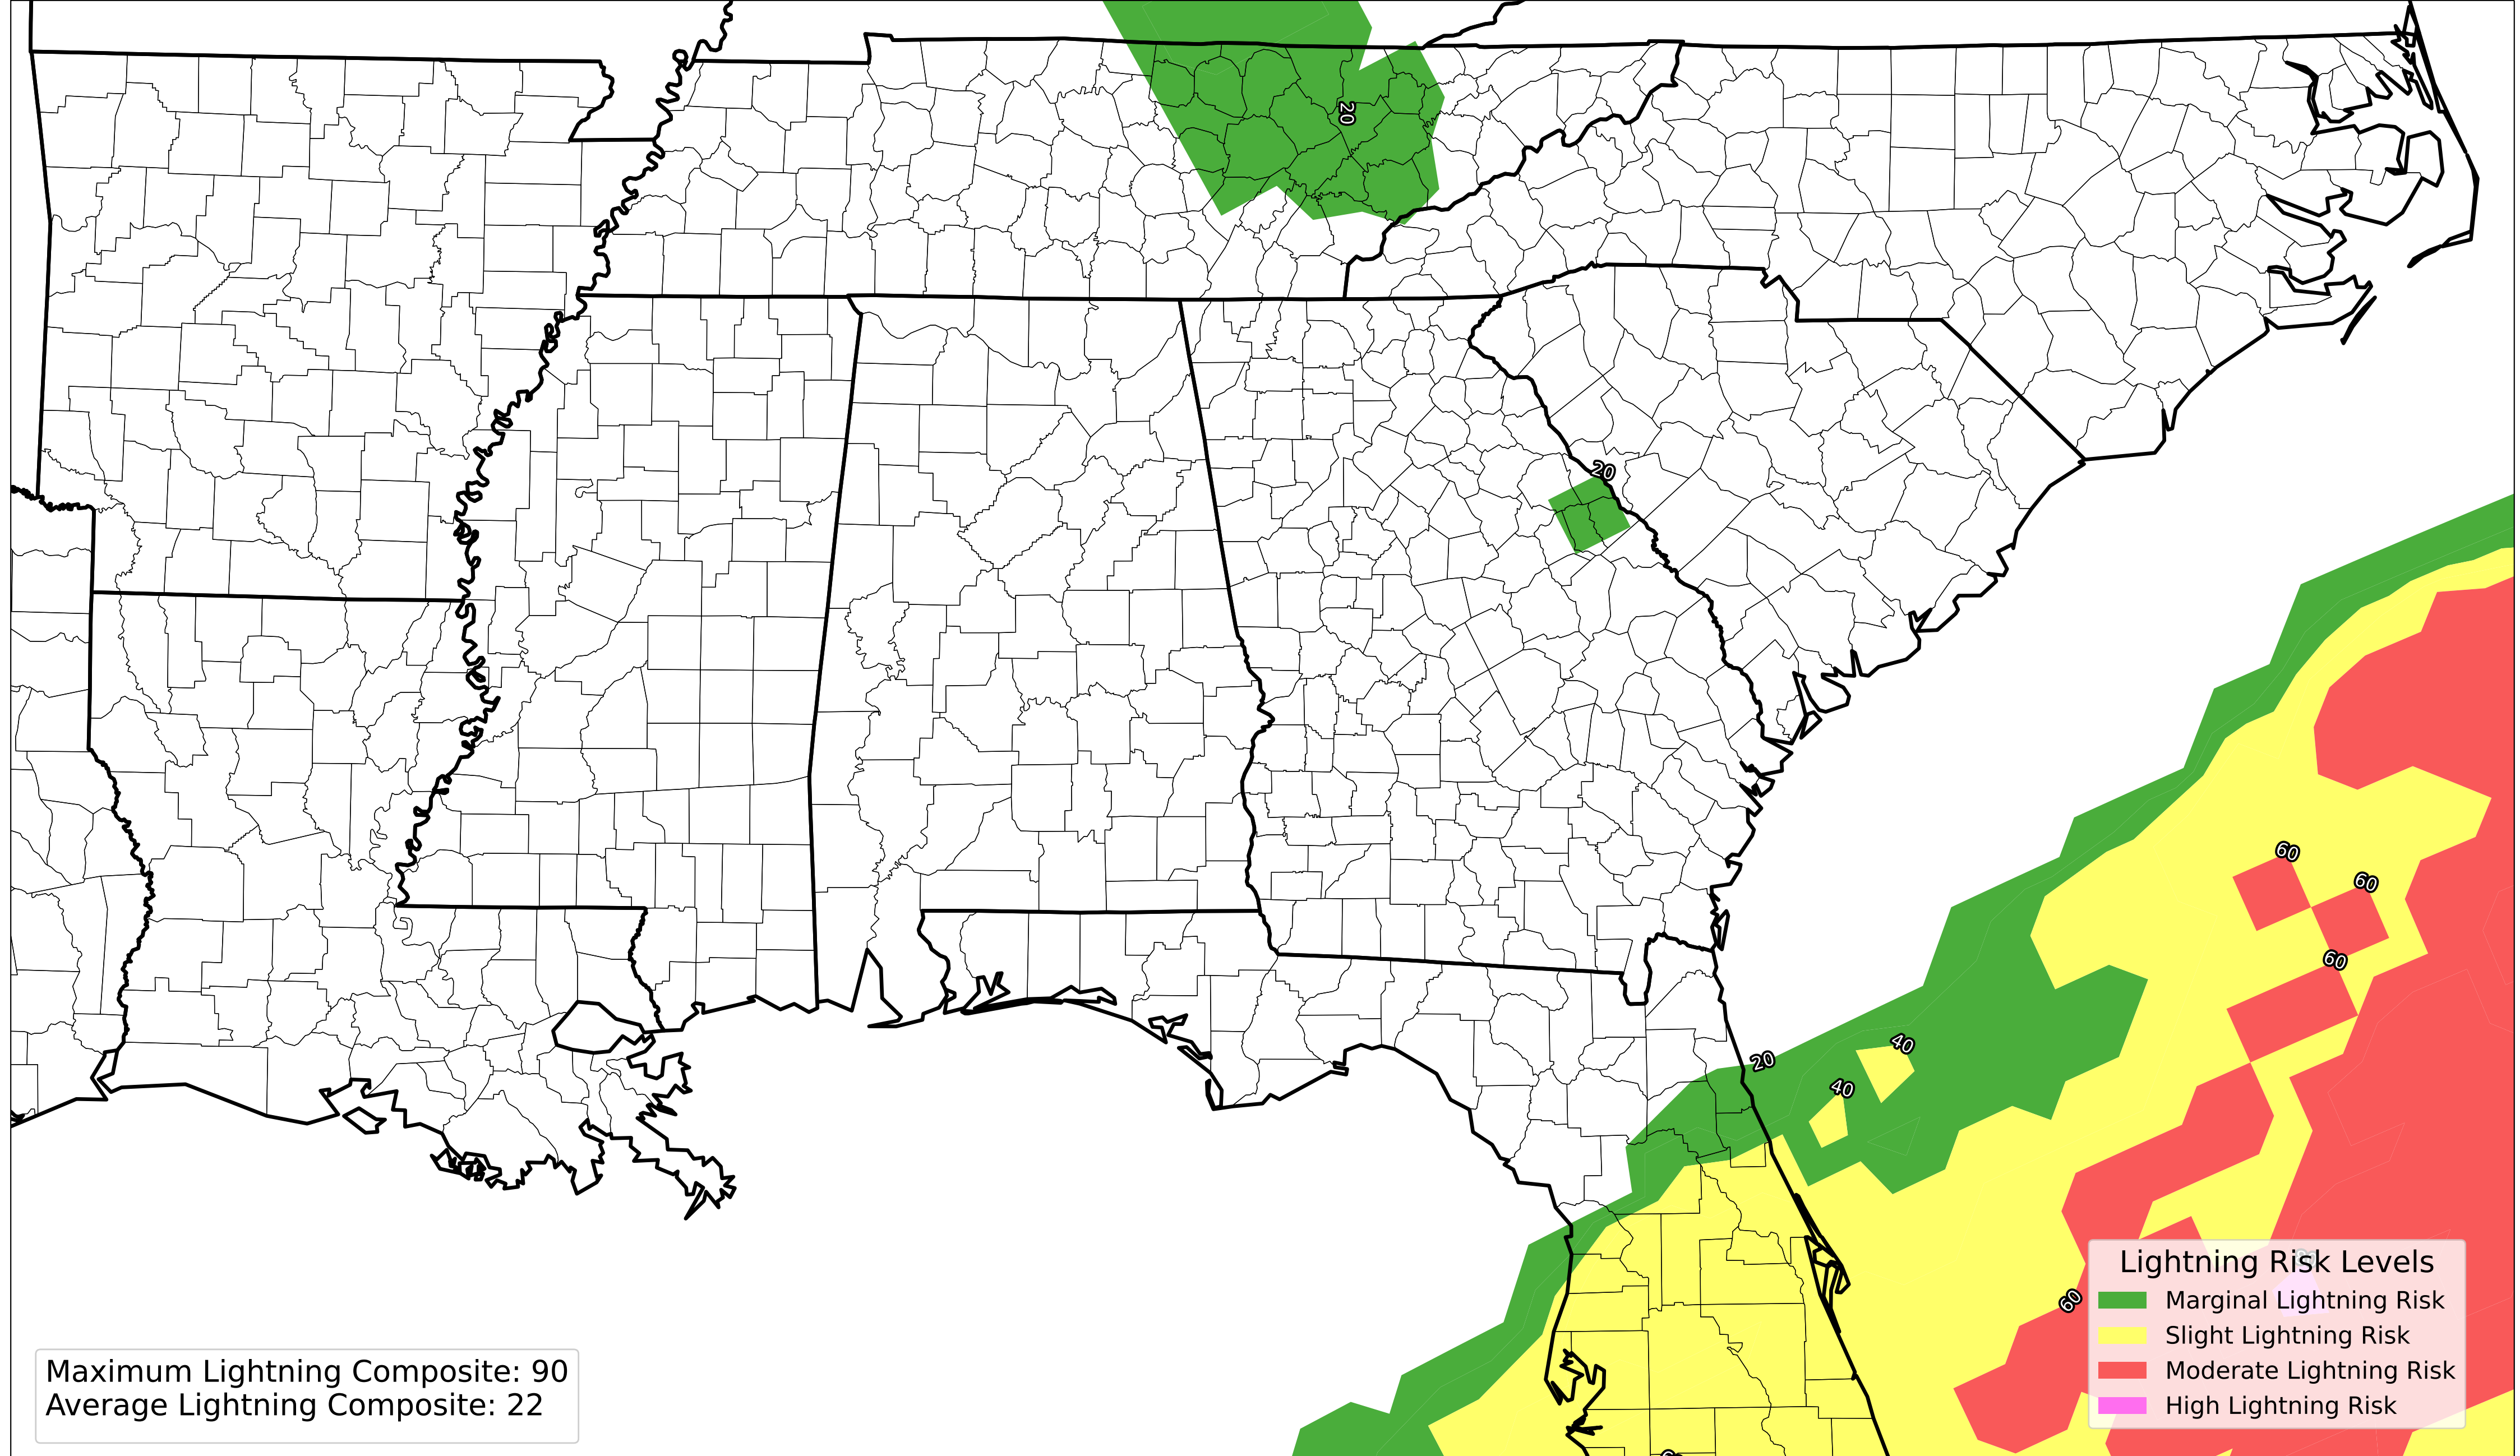 20
20
60
60
60
40
20
40
60
Lightning Risk Levels
Marginal Lightning Risk
Slight Lightning Risk
Moderate Lightning Risk
High Lightning Risk
Maximum Lightning Composite: 90
Average Lightning Composite: 22